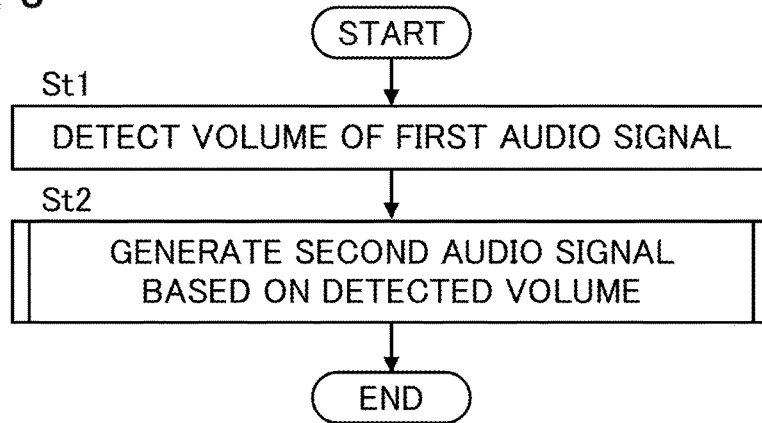 START
St1
DETECT VOLUME OF FIRST AUDIO SIGNAL
St2
GENERATE SECOND AUDIO SIGNAL
BASED ON DETECTED VOLUME
END